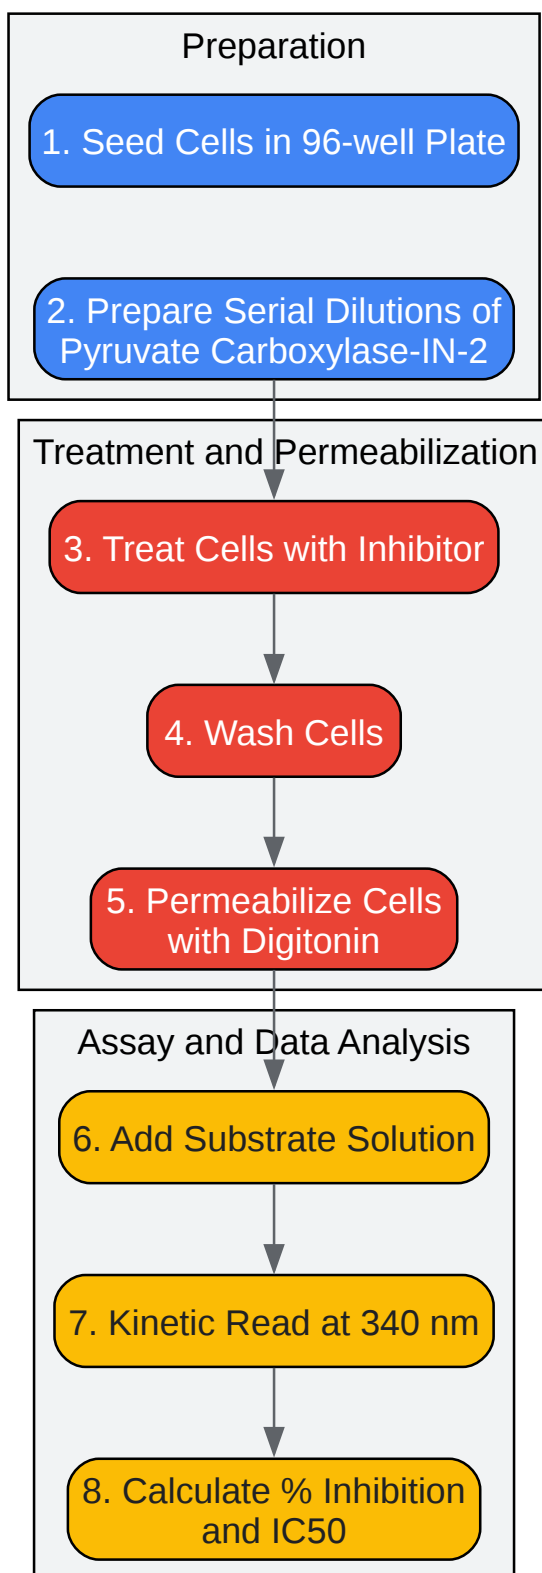 Preparation
1. Seed Cells in 96-well Plate
2. Prepare Serial Dilutions of
Pyruvate Carboxylase-IN-2
Treatment and Permeabilization
3. Treat Cells with Inhibitor
4. Wash Cells
5. Permeabilize Cells
with Digitonin
Assay and Data Analysis
6. Add Substrate Solution
7. Kinetic Read at 340 nm
8. Calculate % Inhibition
and IC50